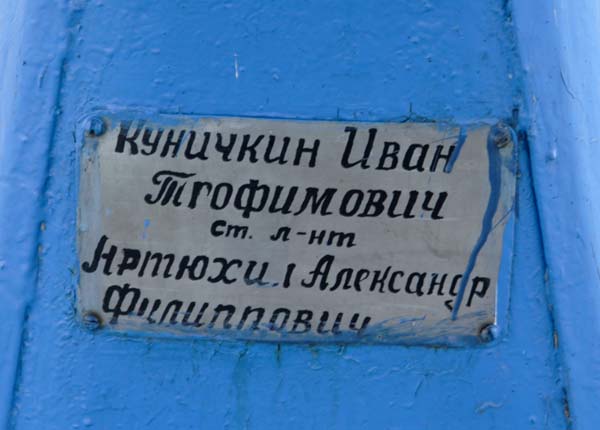 Куничкин Иван
Трофимович
ст. л-нт
Артюхин Александр
Филиппович